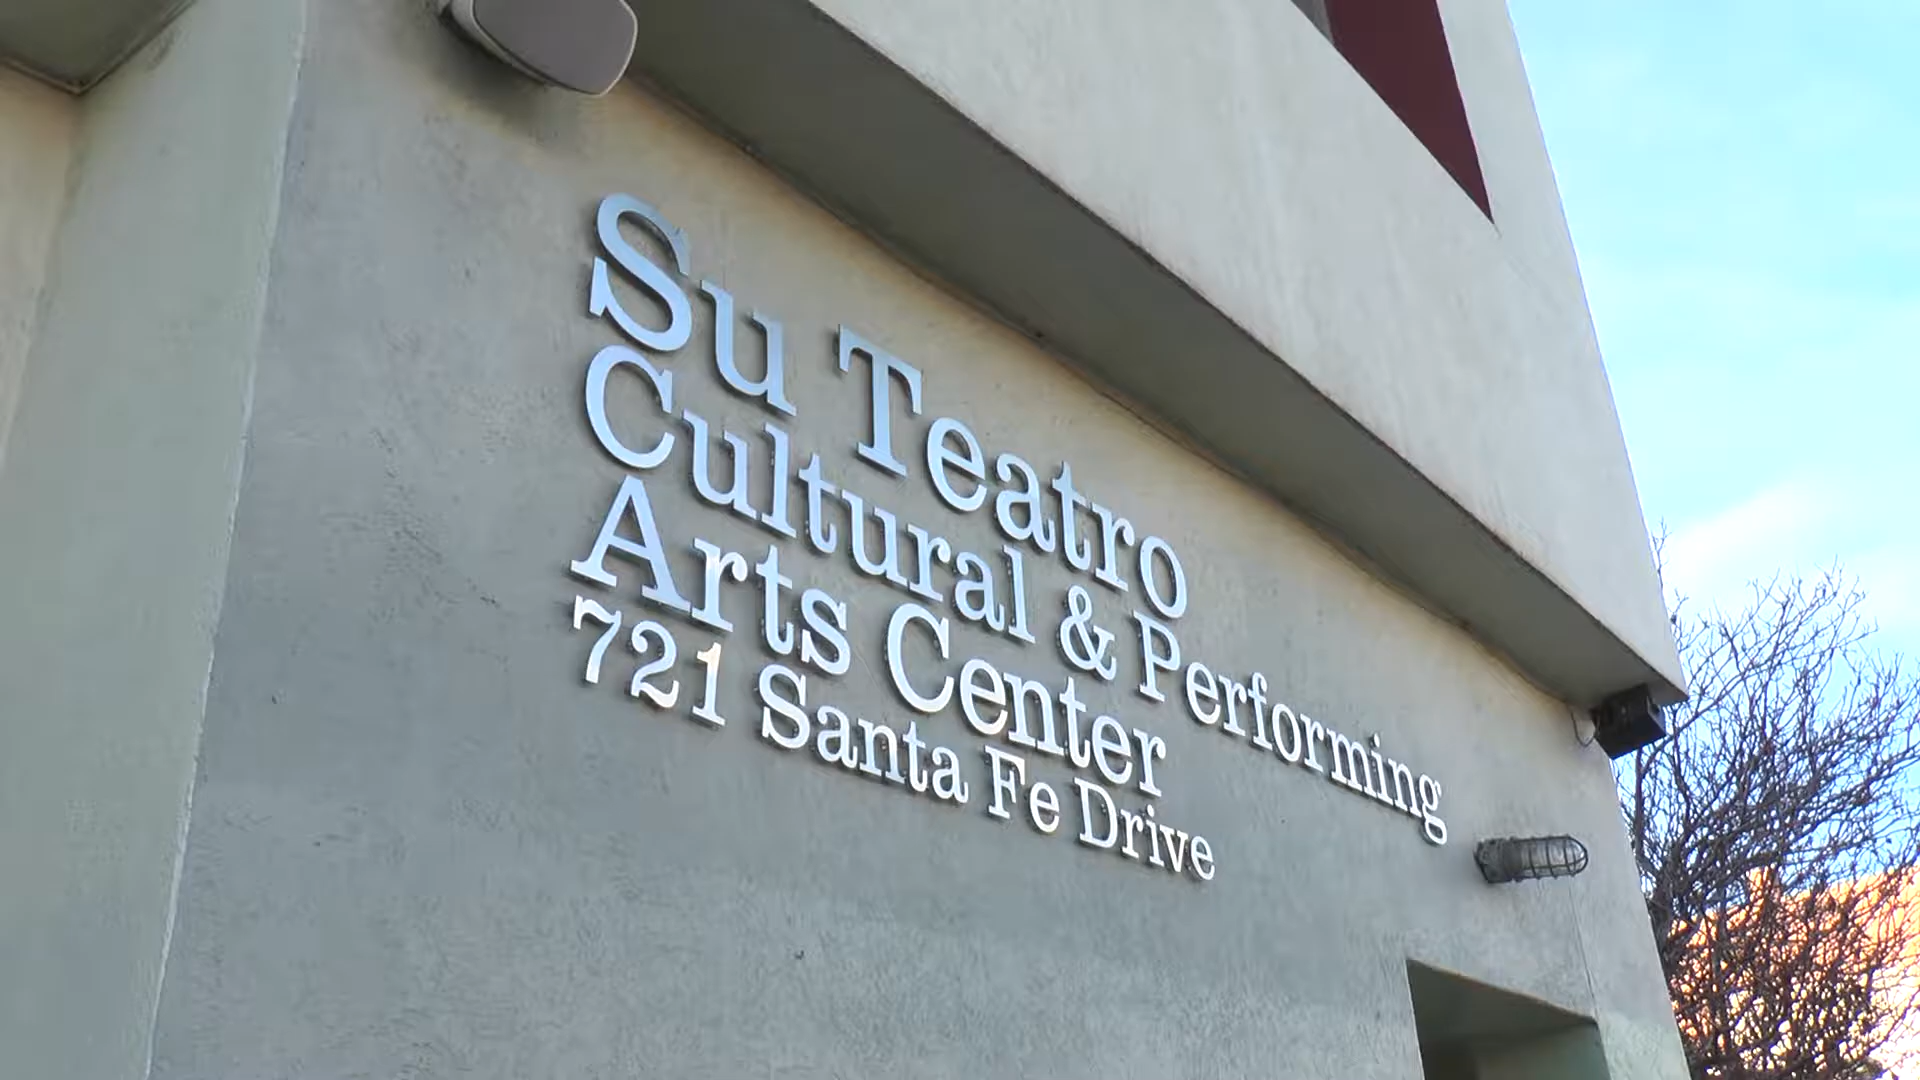 Su Teatro
Cultural & Performing
Arts Center
721 Santa Fe Drive